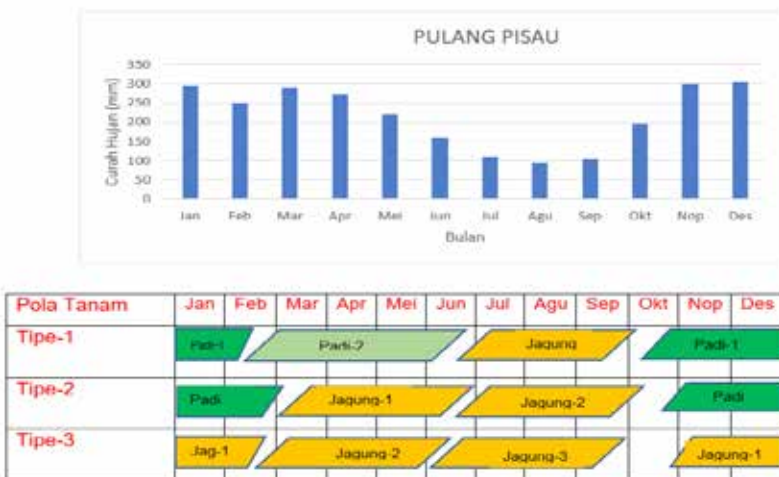 PULANG PISAU
Curah Hujan (mm)
350
300
250
200
150
100
50
0
Jan Feb Mar Apr Mei Jun Jul Agu Sep Okt Nop Des
Bulan
Pola Tanam Jan Feb Mar Apr Mei Jun Jul Agu Sep Okt Nop Des
Tipe-1 Padi-1 Padi-2 Jagung Padi-1
Tipe-2 Padi Jagung-1 Jagung-2 Padi
Tipe-3 Jag-1 Jagung-2 Jagung-3 Jagung-1